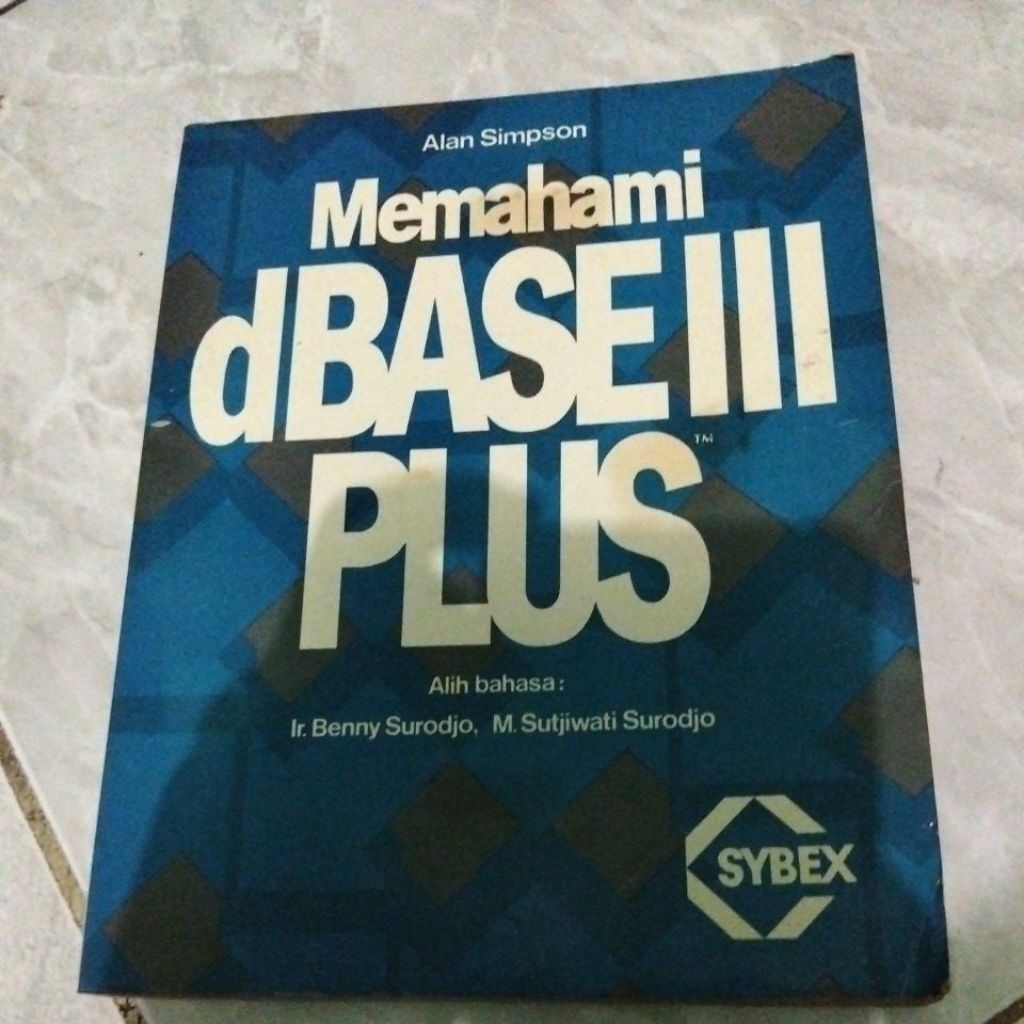 Alan Simpson
Memahami
dBASE III
PLUS™
Alih bahasa:
Ir. Benny Surodjo, M. Sutjiwati Surodjo
SYBEX